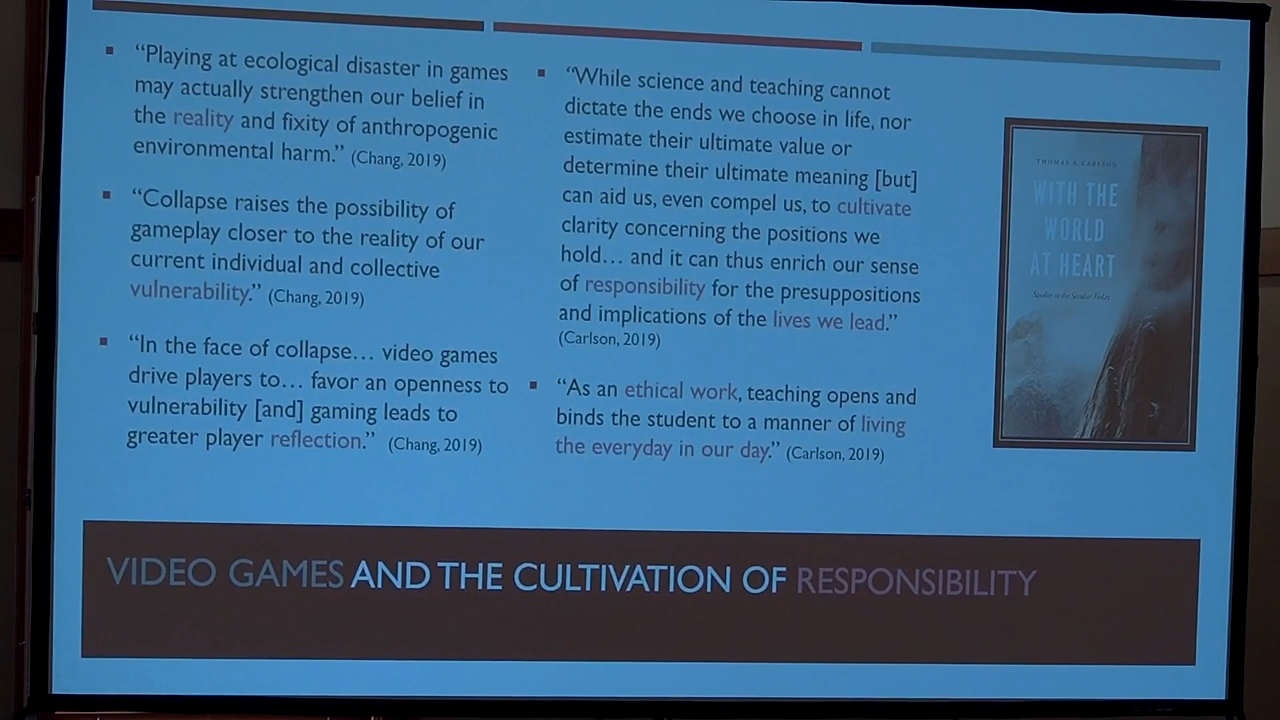 ▪ “Playing at ecological disaster in games
may actually strengthen our belief in
the reality and fixity of anthropogenic
environmental harm.” (Chang, 2019)
▪ “Collapse raises the possibility of
gameplay closer to the reality of our
current individual and collective
vulnerability.” (Chang, 2019)
▪ “In the face of collapse… video games
drive players to… favor an openness to
vulnerability [and] gaming leads to
greater player reflection.” (Chang, 2019)
▪ “While science and teaching cannot
dictate the ends we choose in life, nor
estimate their ultimate value or
determine their ultimate meaning [but]
can aid us, even compel us, to cultivate
clarity concerning the positions we
hold… and it can thus enrich our sense
of responsibility for the presuppositions
and implications of the lives we lead.”
(Carlson, 2019)
▪ “As an ethical work, teaching opens and
binds the student to a manner of living
the everyday in our day.” (Carlson, 2019)
THOMAS A. CARLSON
WITH THE
WORLD
AT HEART
Studies in the Secular Today
VIDEO GAMES AND THE CULTIVATION OF RESPONSIBILITY